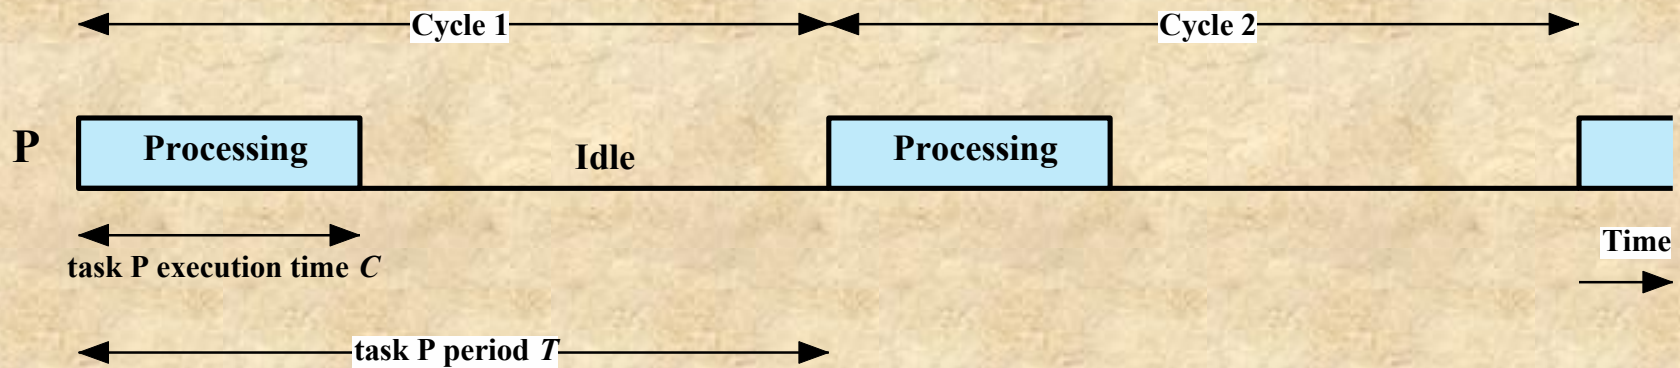 Cycle 1
Cycle 2
P
Processing
Idle
Processing
task P execution time C
Time
task P period T